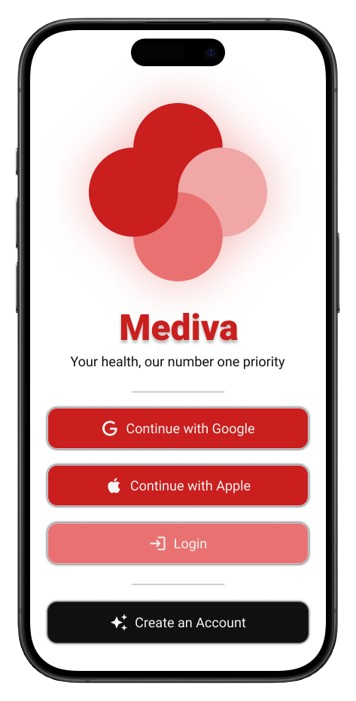 Mediva
Your health, our number one priority
Continue with Google
Continue with Apple
Login
Create an Account